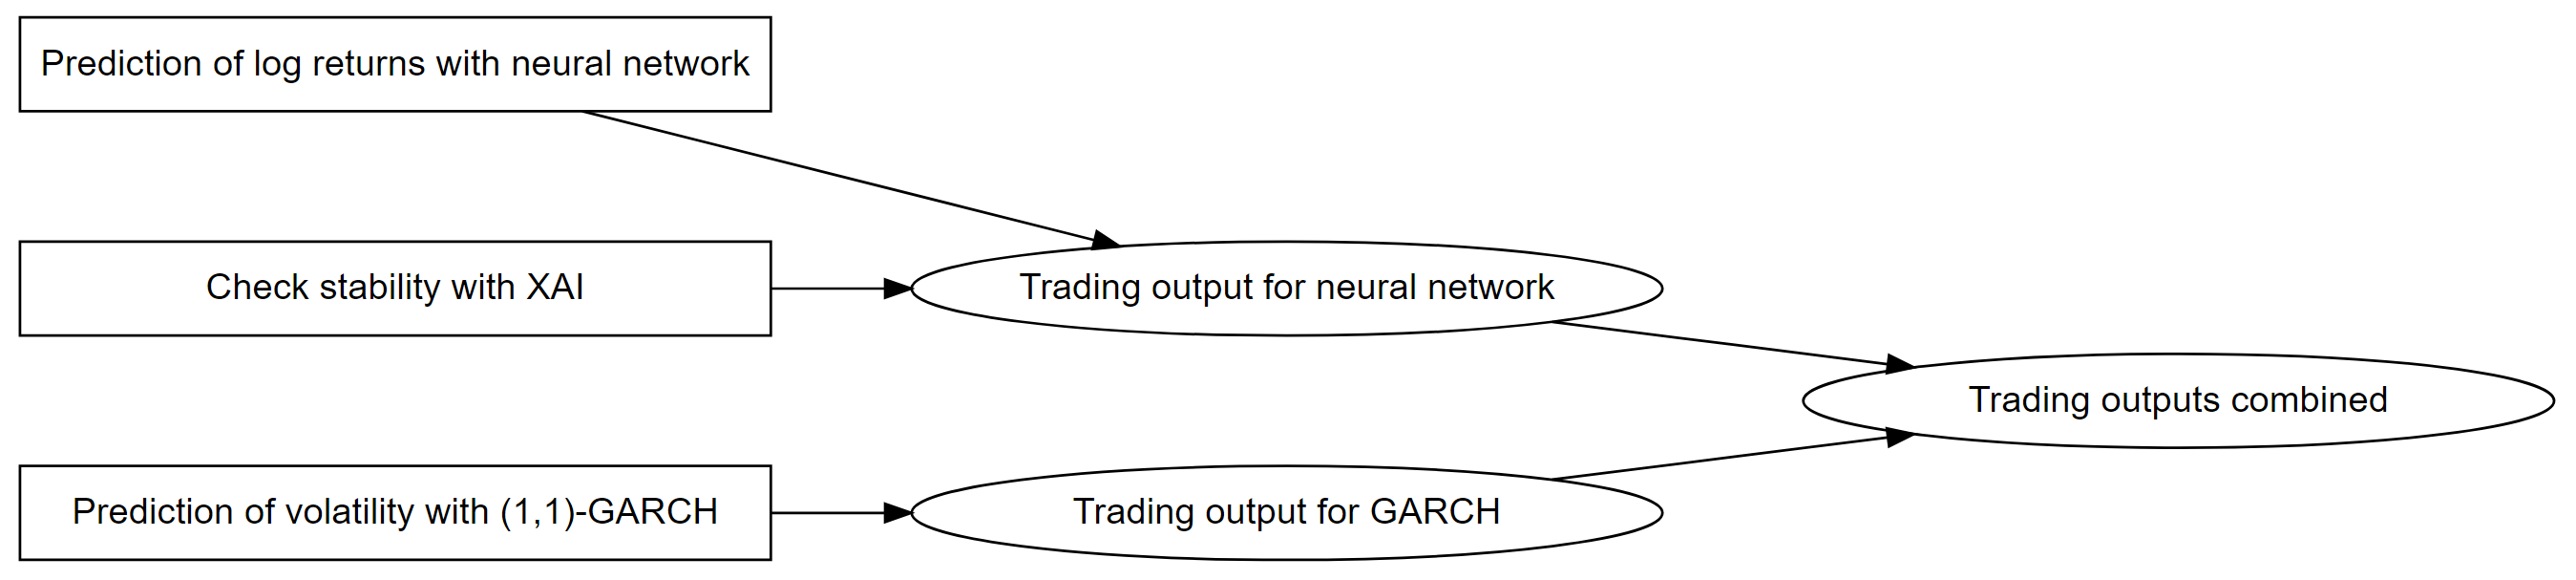 Prediction of log returns with neural network
Check stability with XAI
Trading output for neural network
Trading outputs combined
Prediction of volatility with (1,1)-GARCH
Trading output for GARCH